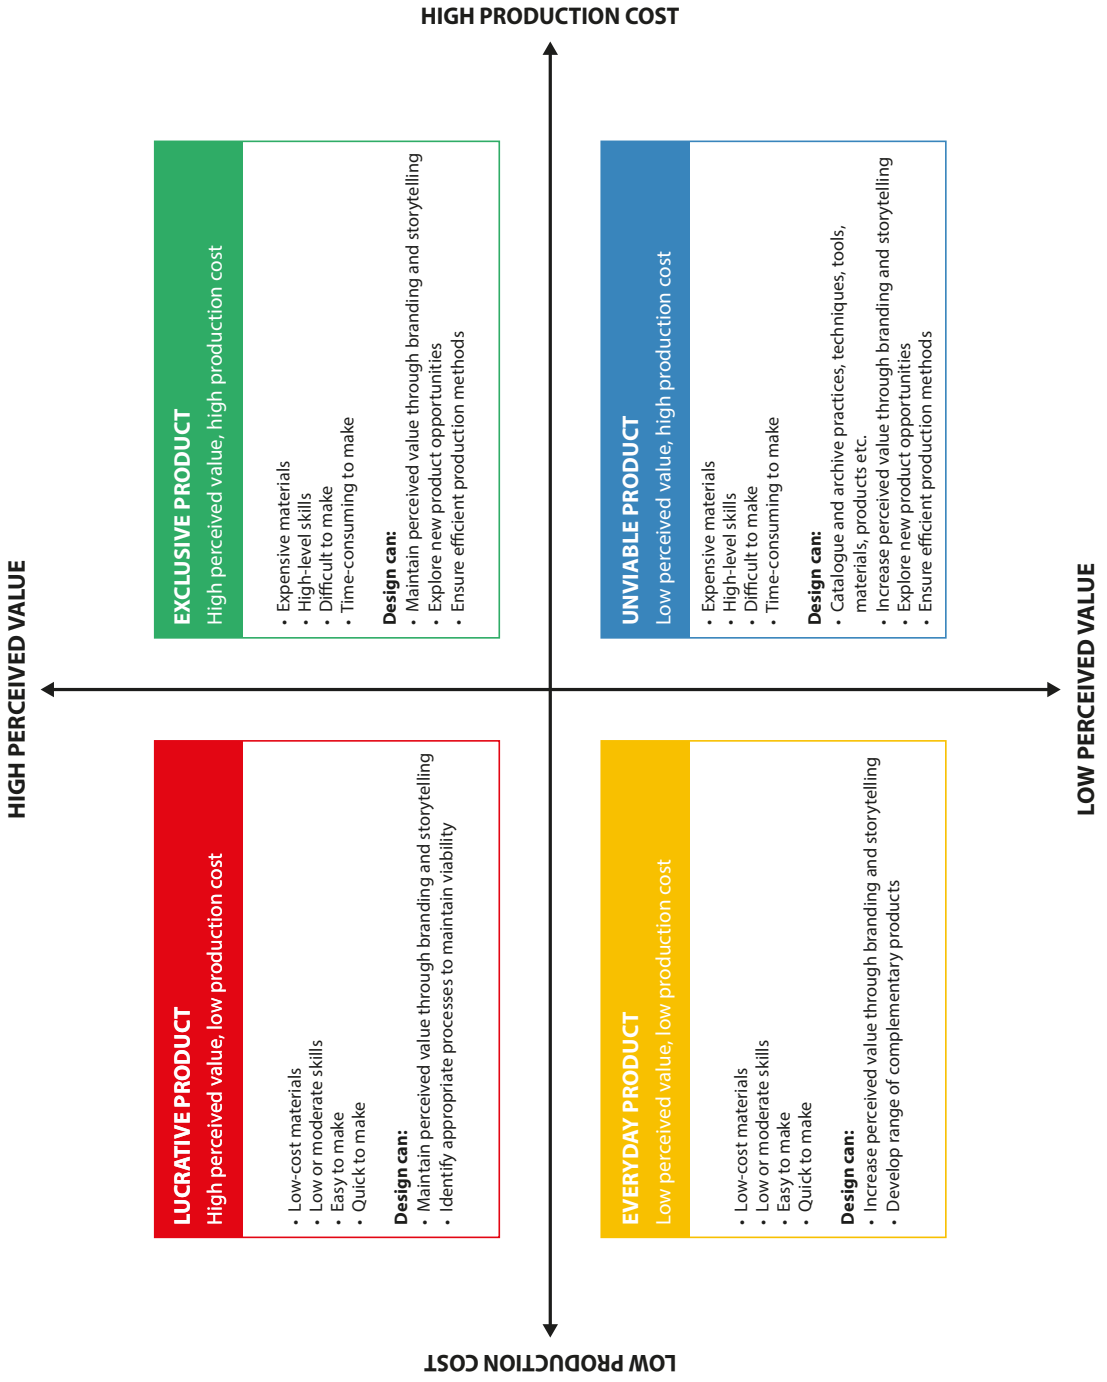 HIGH PERCEIVED VALUE
LOW PRODUCTION COST
HIGH PRODUCTION COST
LUCRATIVE PRODUCT
High perceived value, low production cost
• Low-cost materials
• Low or moderate skills
• Easy to make
• Quick to make
Design can:
• Maintain perceived value through branding and storytelling
• Identify appropriate processes to maintain viability
EXCLUSIVE PRODUCT
High perceived value, high production cost
• Expensive materials
• High-level skills
• Difficult to make
• Time-consuming to make
Design can:
• Maintain perceived value through branding and storytelling
• Explore new product opportunities
• Ensure efficient production methods
EVERYDAY PRODUCT
Low perceived value, low production cost
• Low-cost materials
• Low or moderate skills
• Easy to make
• Quick to make
Design can:
• Increase perceived value through branding and storytelling
• Develop range of complementary products
UNVIABLE PRODUCT
Low perceived value, high production cost
• Expensive materials
• High-level skills
• Difficult to make
• Time-consuming to make
Design can:
• Catalogue and archive practices, techniques, tools,
materials, products etc.
• Increase perceived value through branding and storytelling
• Explore new product opportunities
• Ensure efficient production methods
LOW PERCEIVED VALUE